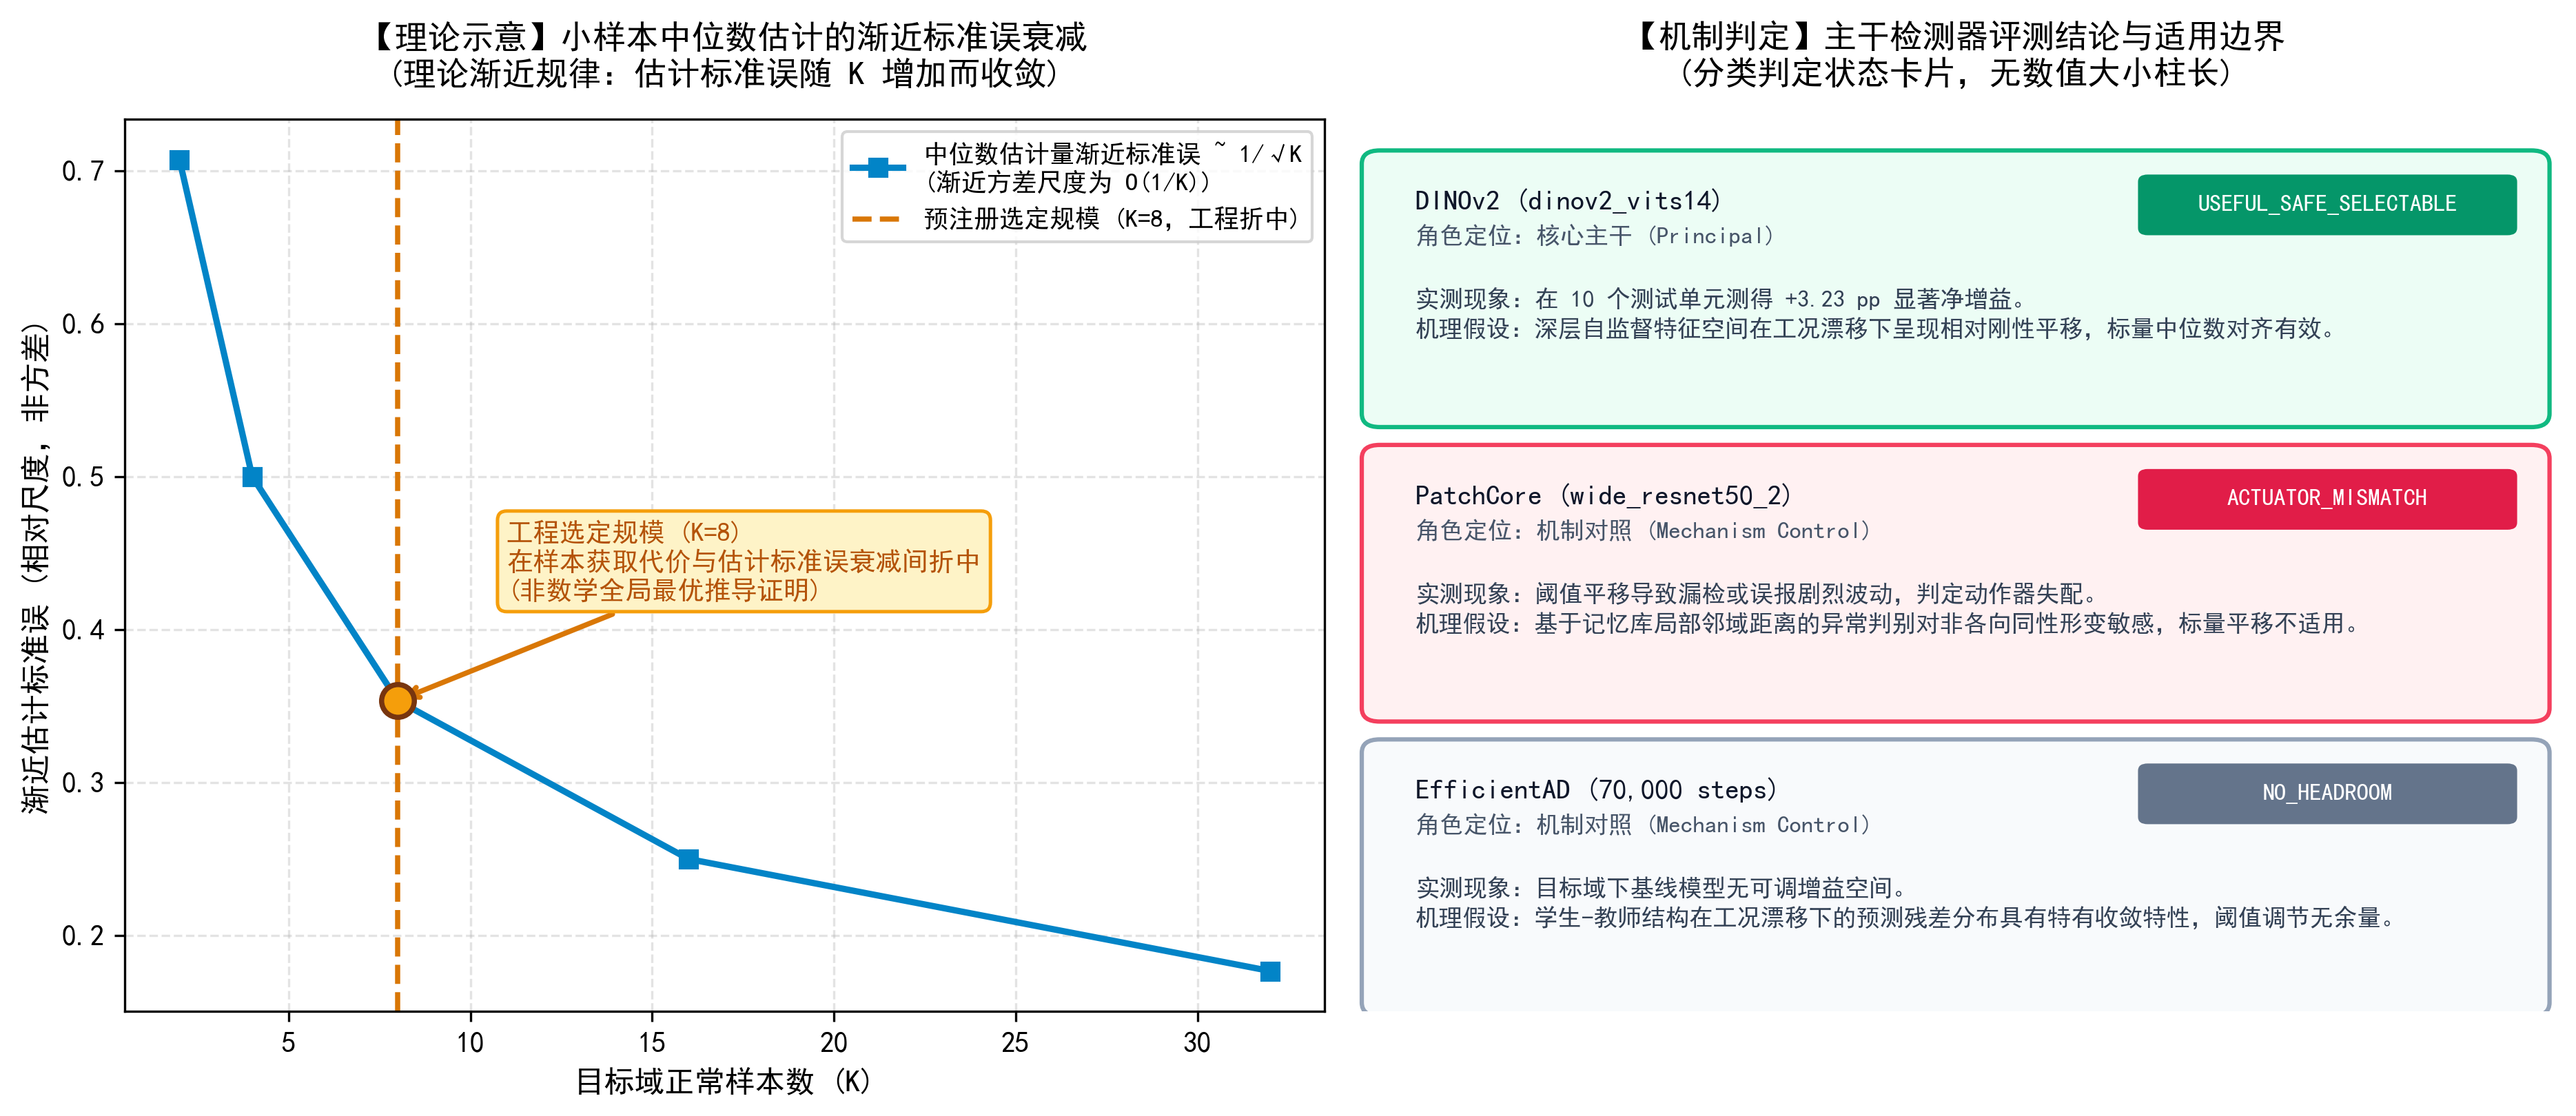 【理论示意】小样本中位数估计的渐近标准误衰减
(理论渐近规律: 估计标准误随 K 增加而收敛)
渐近估计标准误 (相对尺度, 非方差)
0.7
0.6
0.5
0.4
0.3
0.2
中位数估计量渐近标准误 ~ 1/√K
(渐近方差尺度为 O(1/K))
预注册选定规模 (K=8, 工程折中)
工程选定规模 (K=8)
在样本获取代价与估计标准误衰减间折中
(非数学全局最优推导证明)
5 10 15 20 25 30
目标域正常样本数 (K)
【机制判定】主干检测器评测结论与适用边界
(分类判定状态卡片, 无数值大小柱长)
DINOv2 (dinov2_vits14)
USEFUL_SAFE_SELECTABLE
角色定位: 核心主干 (Principal)
实测现象: 在 10 个测试单元测得 +3.23 pp 显著净增益。
机理假设: 深层自监督特征空间在工况漂移下呈现相对刚性平移, 标量中位数对齐有效。
PatchCore (wide_resnet50_2)
ACTUATOR_MISMATCH
角色定位: 机制对照 (Mechanism Control)
实测现象: 阈值平移导致漏检或误报剧烈波动, 判定动作器失配。
机理假设: 基于记忆库局部邻域距离的异常判别对非各向同性形变敏感, 标量平移不适用。
EfficientAD (70,000 steps)
NO_HEADROOM
角色定位: 机制对照 (Mechanism Control)
实测现象: 目标域下基线模型无可调增益空间。
机理假设: 学生-教师结构在工况漂移下的预测残差分布具有特有收敛特性, 阈值调节无余量。